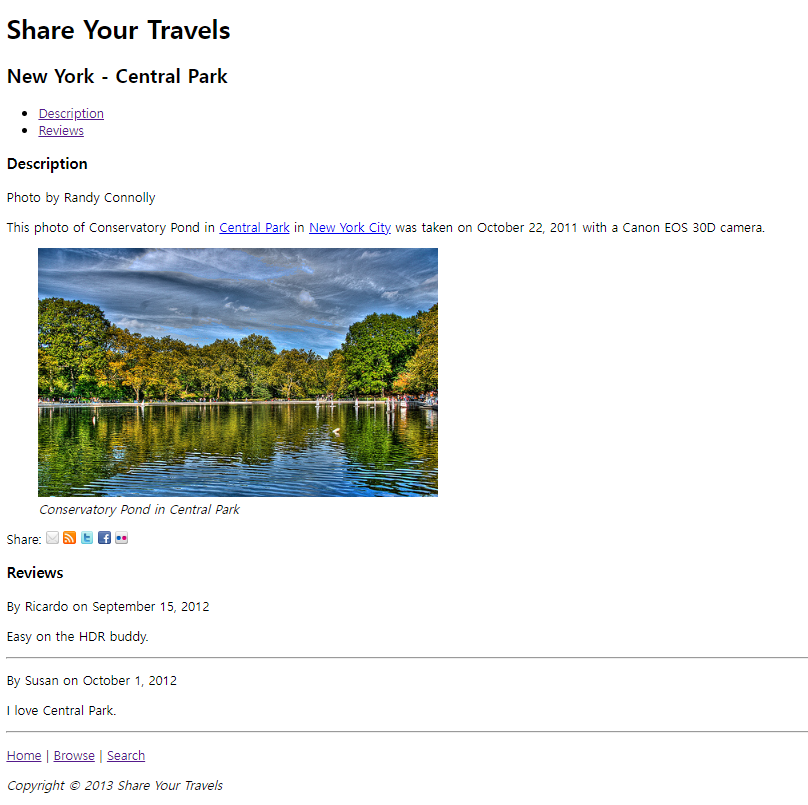 Share Your Travels
New York - Central Park
Description
Reviews
Description
Photo by Randy Connolly
This photo of Conservatory Pond in Central Park in New York City was taken on October 22, 2011 with a Canon EOS 30D camera.
Conservatory Pond in Central Park
Share:
Reviews
By Ricardo on September 15, 2012
Easy on the HDR buddy.
By Susan on October 1, 2012
I love Central Park.
Home | Browse | Search
Copyright © 2013 Share Your Travels